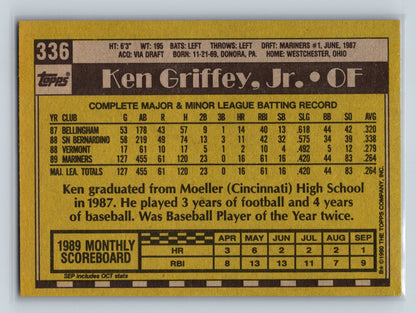 336
HT: 6'3" WT: 195 BATS: LEFT THROWS: LEFT DRFT: MARINERS #1, JUNE, 1987
ACQ: VIA DRAFT BORN: 11-21-69, DONORA, PA. HOME: WESTCHESTER, OHIO
TOPPS
Ken Griffey, Jr. • OF
COMPLETE MAJOR & MINOR LEAGUE BATTING RECORD
YR CLUB G AB R H 2B 3B HR RBI SB SLG BB SO AVG
87 BELLINGHAM 53 178 43 57 9 1 14 40 13 .618 44 42 .320
88 SN BERNARDINO 58 219 49 74 13 3 11 42 32 .575 34 39 .338
88 VERMONT 17 61 10 17 5 1 2 10 4 .492 5 12 .279
89 MARINERS 127 455 61 120 23 0 16 61 16 .420 44 83 .264
MAJ. LEA. TOTALS 127 455 61 120 23 0 16 61 16 .420 44 83 .264
Ken graduated from Moeller (Cincinnati) High School
in 1987. He played 3 years of football and 4 years
of baseball. Was Baseball Player of the Year twice.
1989 MONTHLY
SCOREBOARD
SEP includes OCT stats
APR MAY JUN JUL AUG SEP
HR 3 6 2 2 2 1
RBI 8 13 11 13 7 9
B* ©1990 THE TOPPS COMPANY, INC.